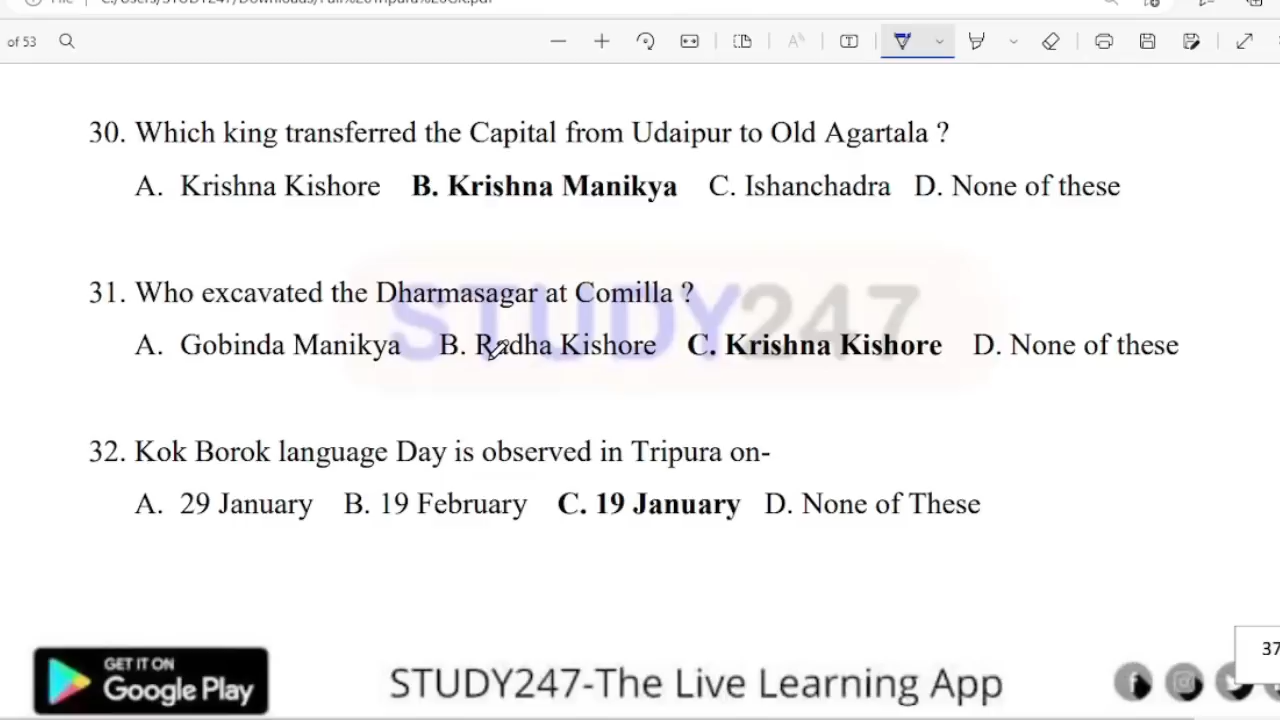 of 53
30. Which king transferred the Capital from Udaipur to Old Agartala ?
A. Krishna Kishore B. Krishna Manikya C. Ishanchadra D. None of these
STUDY247
31. Who excavated the Dharmasagar at Comilla ?
A. Gobinda Manikya B. Radha Kishore C. Krishna Kishore D. None of these
32. Kok Borok language Day is observed in Tripura on-
A. 29 January B. 19 February C. 19 January D. None of These
37
GET IT ON
Google Play
STUDY247-The Live Learning App